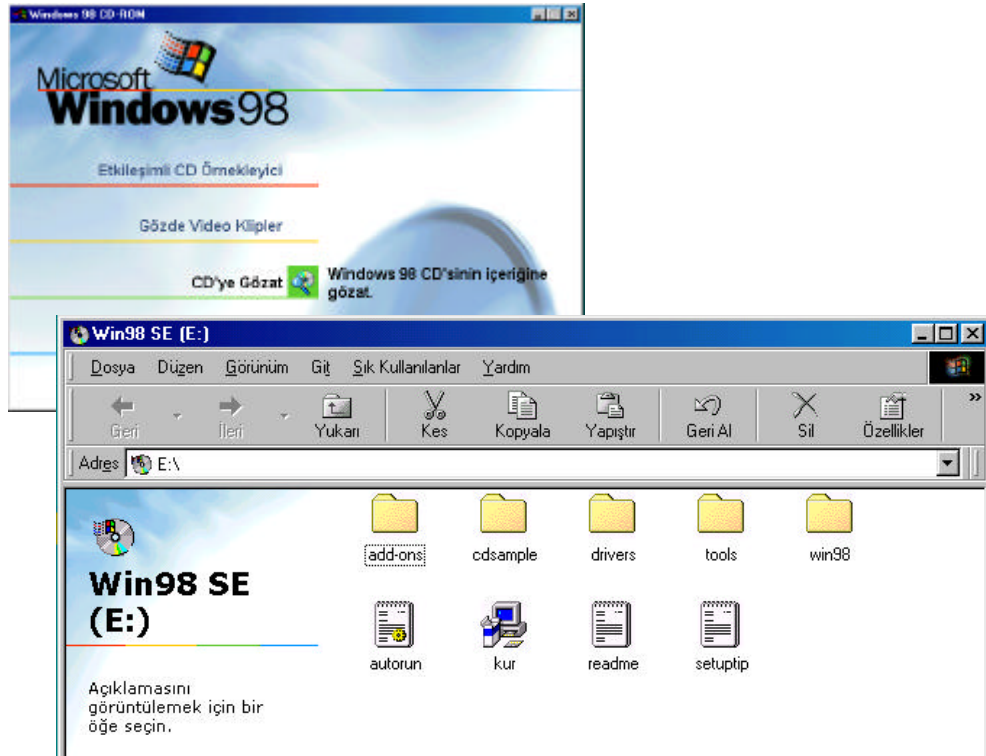 Windows 98 CD-ROM
Microsoft
Windows 98
Etkileşimli CD Örnekleyici
Gözde Video Klipler
CD'ye Gözat
Windows 98 CD'sinin içeriğine
gözat.
Win98 SE (E:)
Dosya Düzen Görünüm Git Sık Kullanılanlar Yardım
Geri İleri Yukarı Kes Kopyala Yapıştır Geri Al Sil Özellikler »
Adres E:\
Win98 SE
(E:)
Açıklamasını
görüntülemek için bir
öğe seçin.
add-ons cdsample drivers tools win98
autorun kur readme setuptip